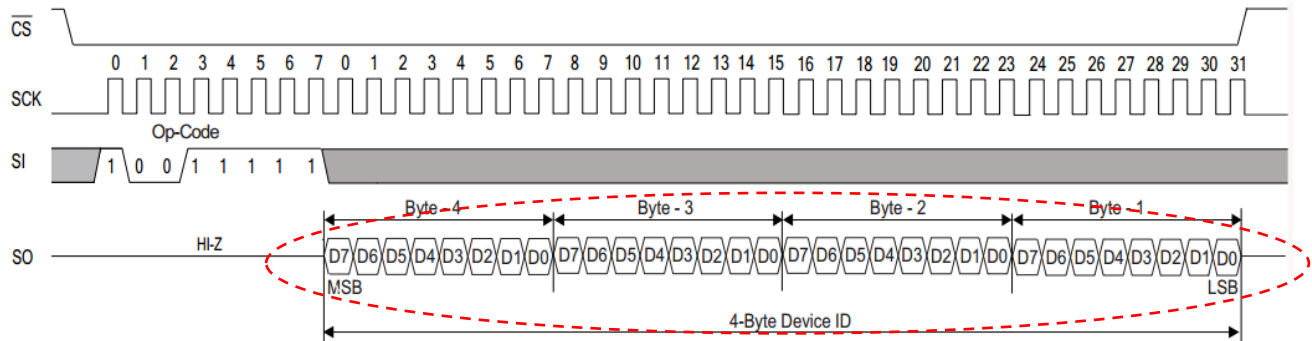 CS
0 1 2 3 4 5 6 7 0 1 2 3 4 5 6 7 8 9 10 11 12 13 14 15 16 17 18 19 20 21 22 23 24 25 26 27 28 29 30 31
SCK
Op-Code
SI 1 0 0 1 1 1 1 1
Byte - 4 Byte - 3 Byte - 2 Byte - 1
HI-Z
SO D7 D6 D5 D4 D3 D2 D1 D0 D7 D6 D5 D4 D3 D2 D1 D0 D7 D6 D5 D4 D3 D2 D1 D0 D7 D6 D5 D4 D3 D2 D1 D0
MSB LSB
4-Byte Device ID